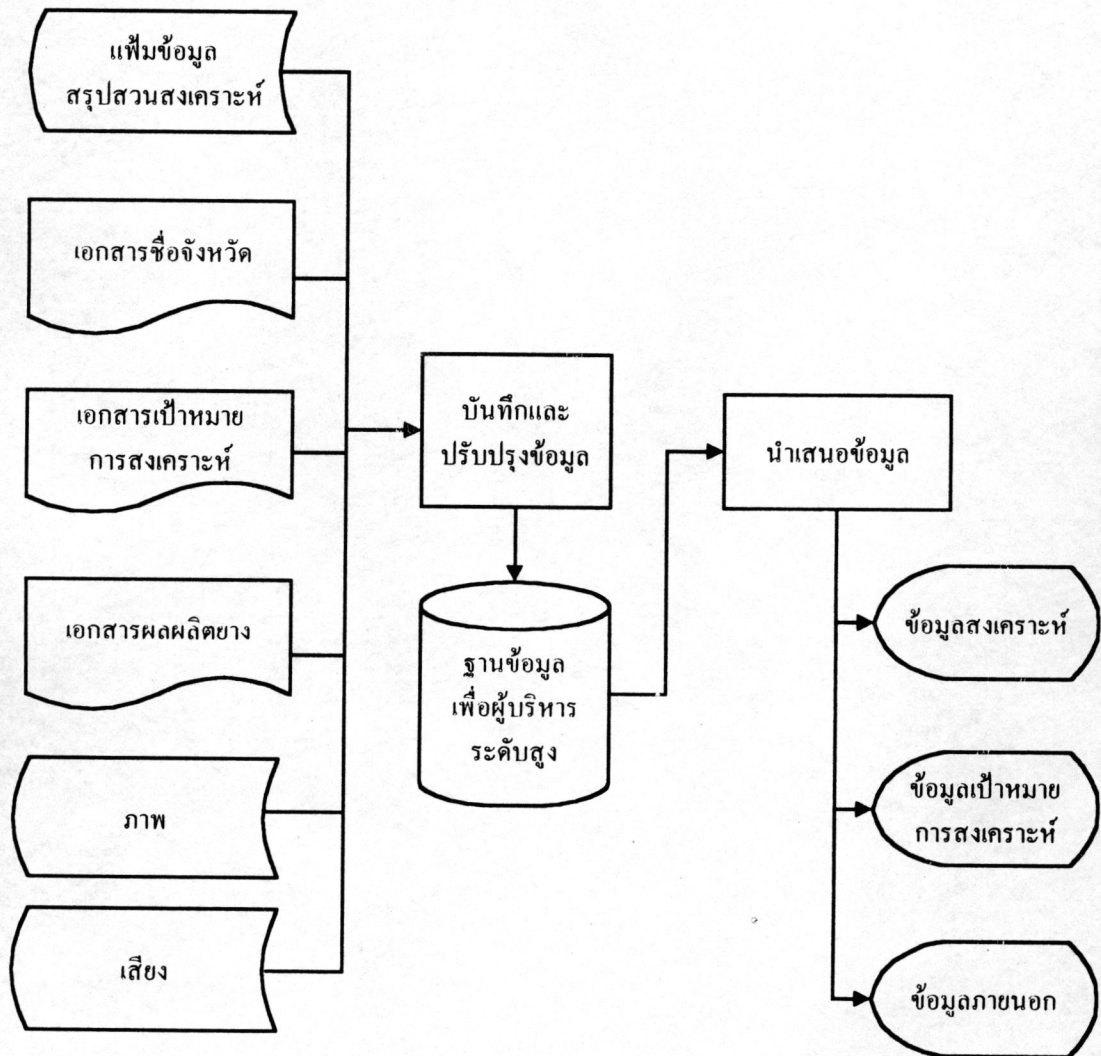 แฟ้มข้อมูล
สรุปสวนสงเคราะห์
เอกสารชื่อจังหวัด
เอกสารเป้าหมาย
การสงเคราะห์
เอกสารผลผลิตยาง
ภาพ
เสียง
บันทึกและ
ปรับปรุงข้อมูล
ฐานข้อมูล
เพื่อผู้บริหาร
ระดับสูง
นำเสนอข้อมูล
ข้อมูลสงเคราะห์
ข้อมูลเป้าหมาย
การสงเคราะห์
ข้อมูลภายนอก